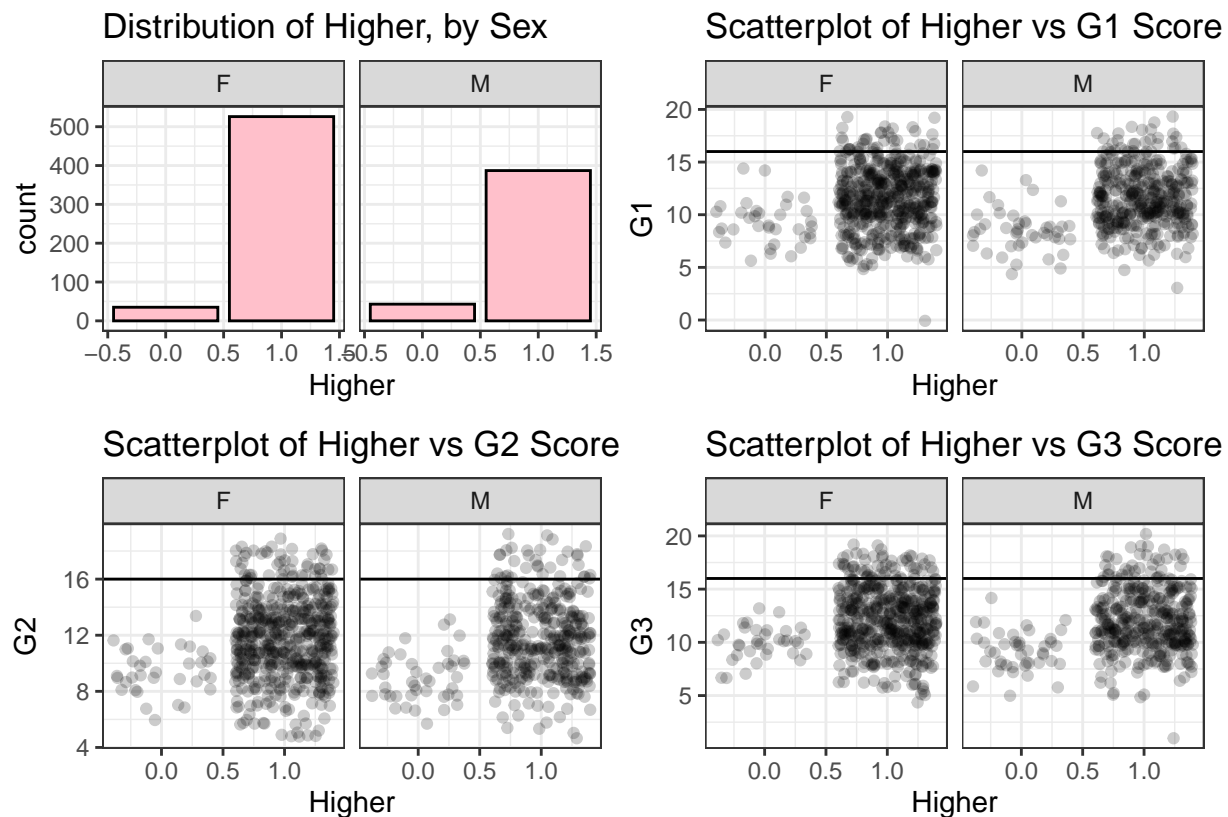 Distribution of Higher, by Sex
F M
count
500
400
300
200
100
0
−0.5 0.0 0.5 1.0 1.5 −0.5 0.0 0.5 1.0 1.5
Higher
Scatterplot of Higher vs G1 Score
F M
G1
20
15
10
5
0
0.0 0.5 1.0 0.0 0.5 1.0
Higher
Scatterplot of Higher vs G2 Score
F M
G2
16
12
8
4
0.0 0.5 1.0 0.0 0.5 1.0
Higher
Scatterplot of Higher vs G3 Score
F M
G3
20
15
10
5
0.0 0.5 1.0 0.0 0.5 1.0
Higher